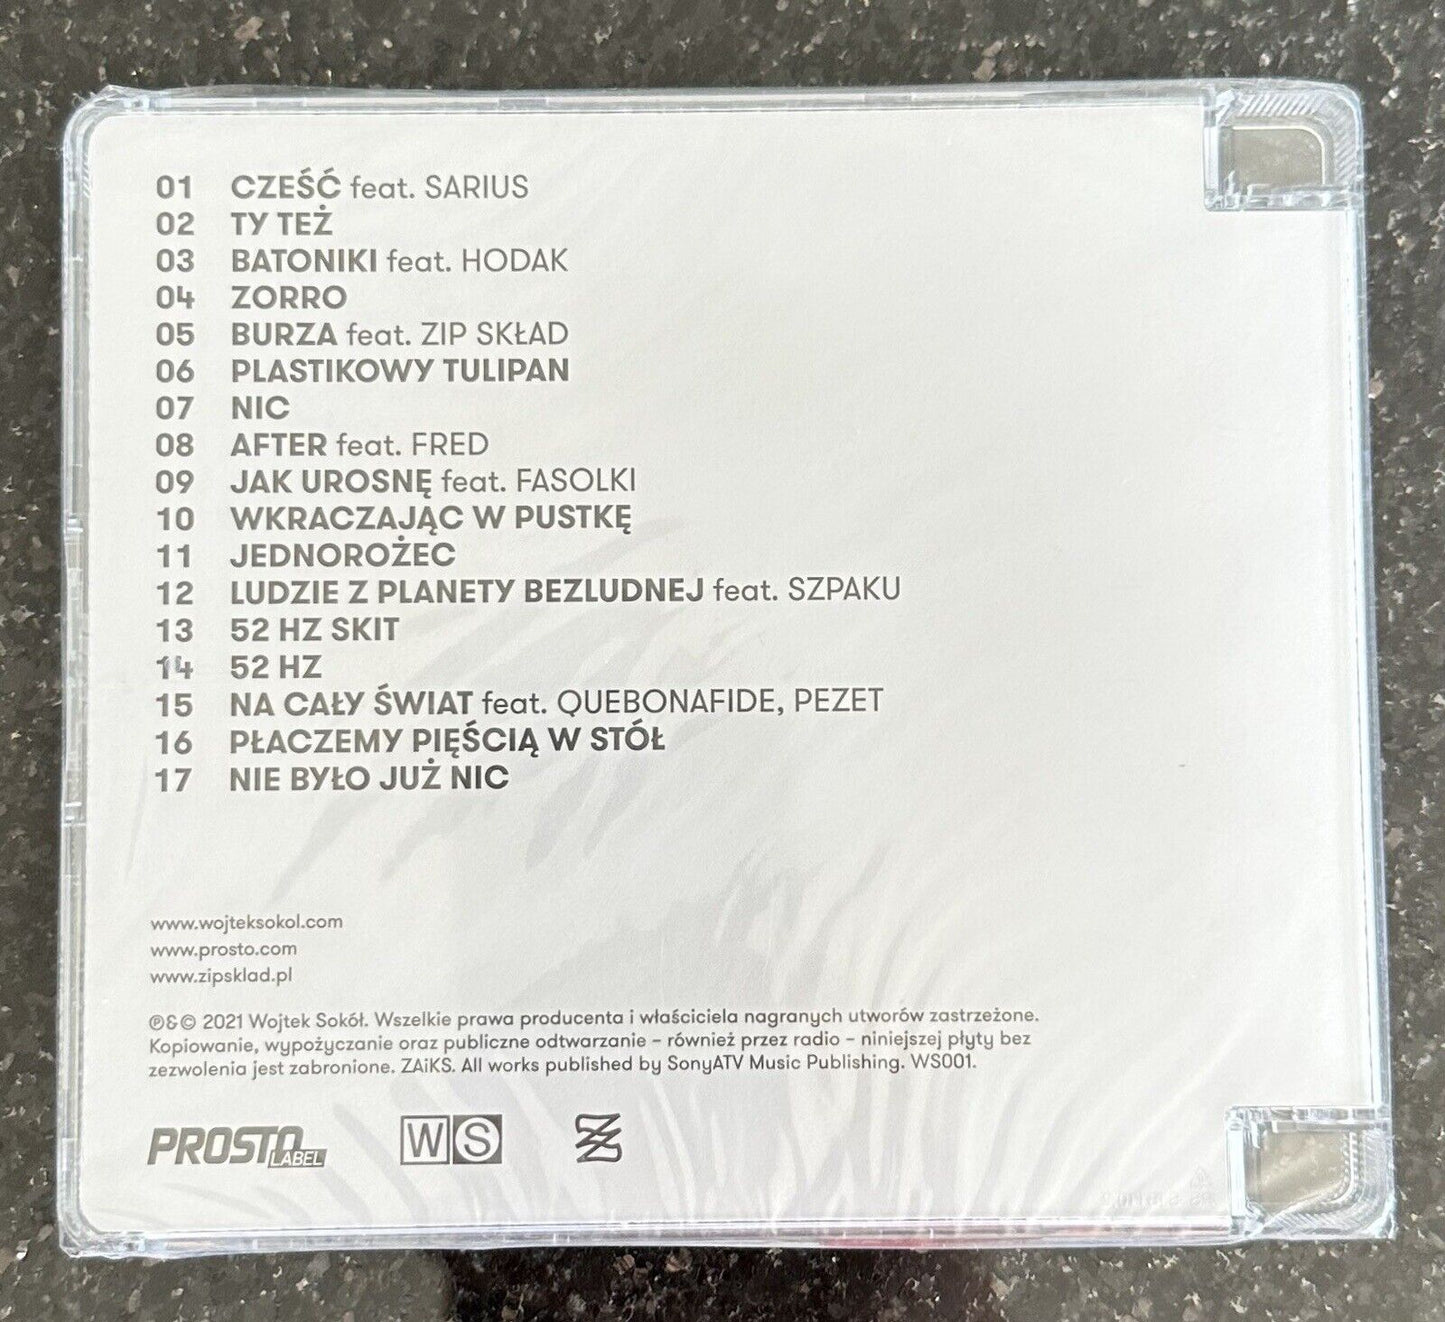 01 CZEŚĆ feat. SARIUS
02 TY TEŻ
03 BATONIKI feat. HODAK
04 ZORRO
05 BURZA feat. ZIP SKŁAD
06 PLASTIKOWY TULIPAN
07 NIC
08 AFTER feat. FRED
09 JAK UROSNĘ feat. FASOLKI
10 WKRACZAJĄC W PUSTKĘ
11 JEDNOROŻEC
12 LUDZIE Z PLANETY BEZLUDNEJ feat. SZPAKU
13 52 HZ SKIT
14 52 HZ
15 NA CAŁY ŚWIAT feat. QUEBONAFIDE, PEZET
16 PŁACZEMY PIĘŚCIĄ W STÓŁ
17 NIE BYŁO JUŻ NIC
www.wojteksokol.com
www.prosto.com
www.zipsklad.pl
℗&© 2021 Wojtek Sokół. Wszelkie prawa producenta i właściciela nagranych utworów zastrzeżone.
Kopiowanie, wypożyczanie oraz publiczne odtwarzanie – również przez radio – niniejszej płyty bez
zezwolenia jest zabronione. ZAiKS. All works published by SonyATV Music Publishing. WS001.
PROSTO LABEL WS